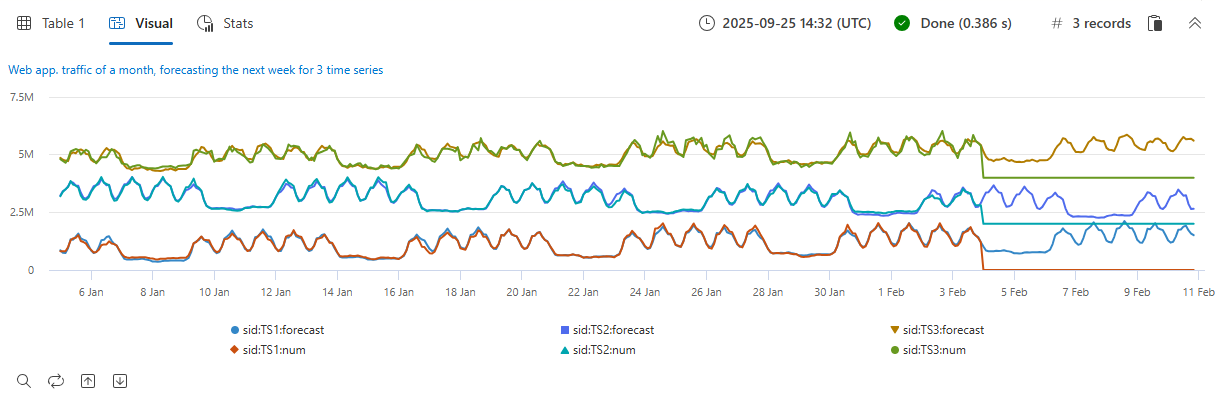 Table 1 Visual Stats 2025-09-25 14:32 (UTC) Done (0.386 s) # 3 records
Web app. traffic of a month, forecasting the next week for 3 time series
7.5M
5M
2.5M
0
6 Jan 8 Jan 10 Jan 12 Jan 14 Jan 16 Jan 18 Jan 20 Jan 22 Jan 24 Jan 26 Jan 28 Jan 30 Jan 1 Feb 3 Feb 5 Feb 7 Feb 9 Feb 11 Feb
sid:TS1:forecast sid:TS2:forecast sid:TS3:forecast
sid:TS1:num sid:TS2:num sid:TS3:num